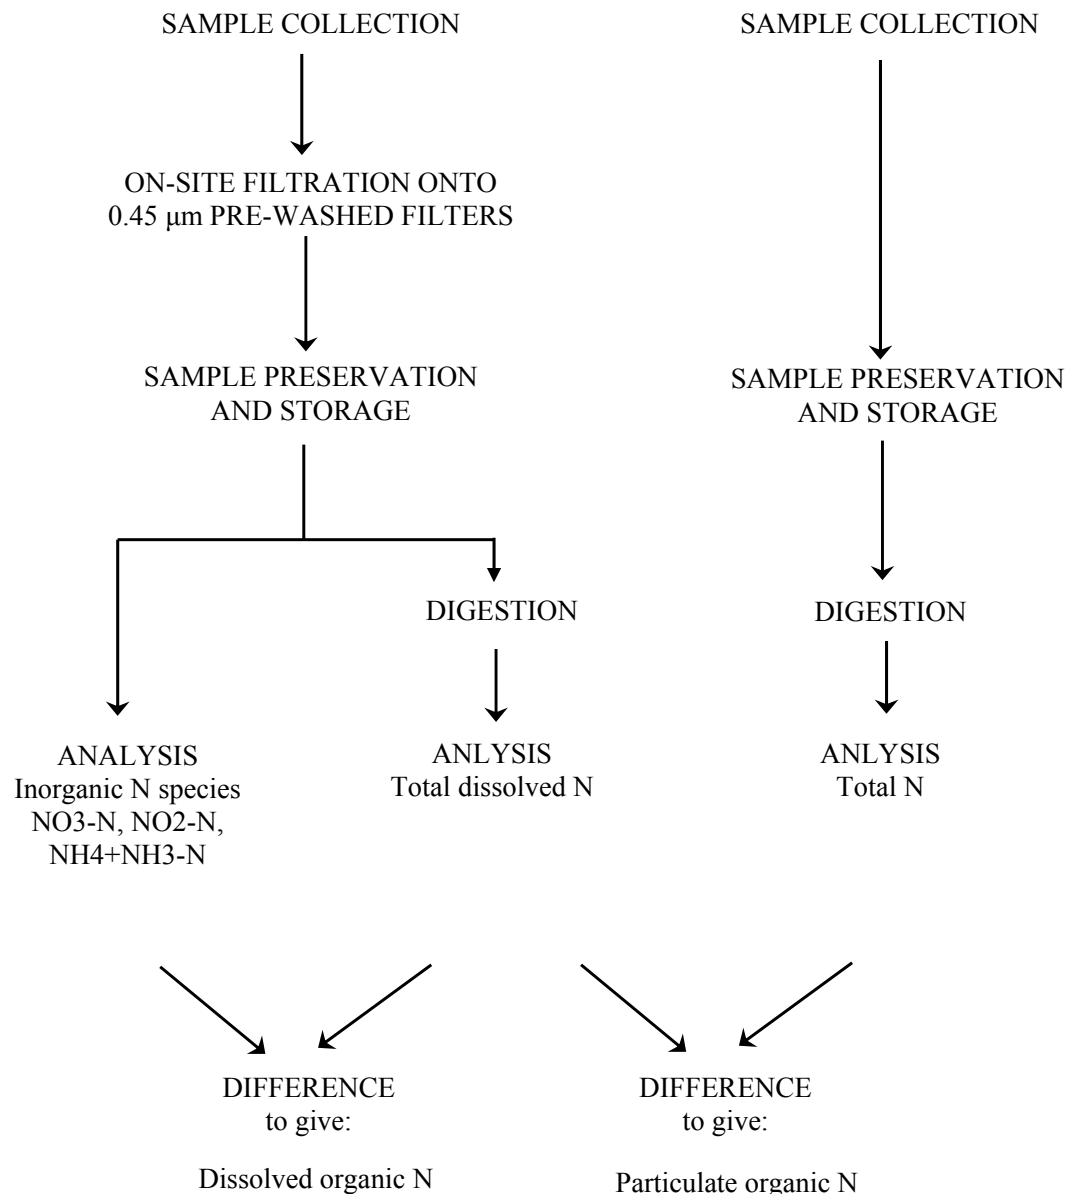 SAMPLE COLLECTION
SAMPLE COLLECTION
ON-SITE FILTRATION ONTO
0.45 μm PRE-WASHED FILTERS
SAMPLE PRESERVATION
AND STORAGE
SAMPLE PRESERVATION
AND STORAGE
DIGESTION
DIGESTION
ANALYSIS
Inorganic N species
NO3-N, NO2-N,
NH4+NH3-N
ANLYSIS
Total dissolved N
ANLYSIS
Total N
DIFFERENCE
to give:
Dissolved organic N
DIFFERENCE
to give:
Particulate organic N